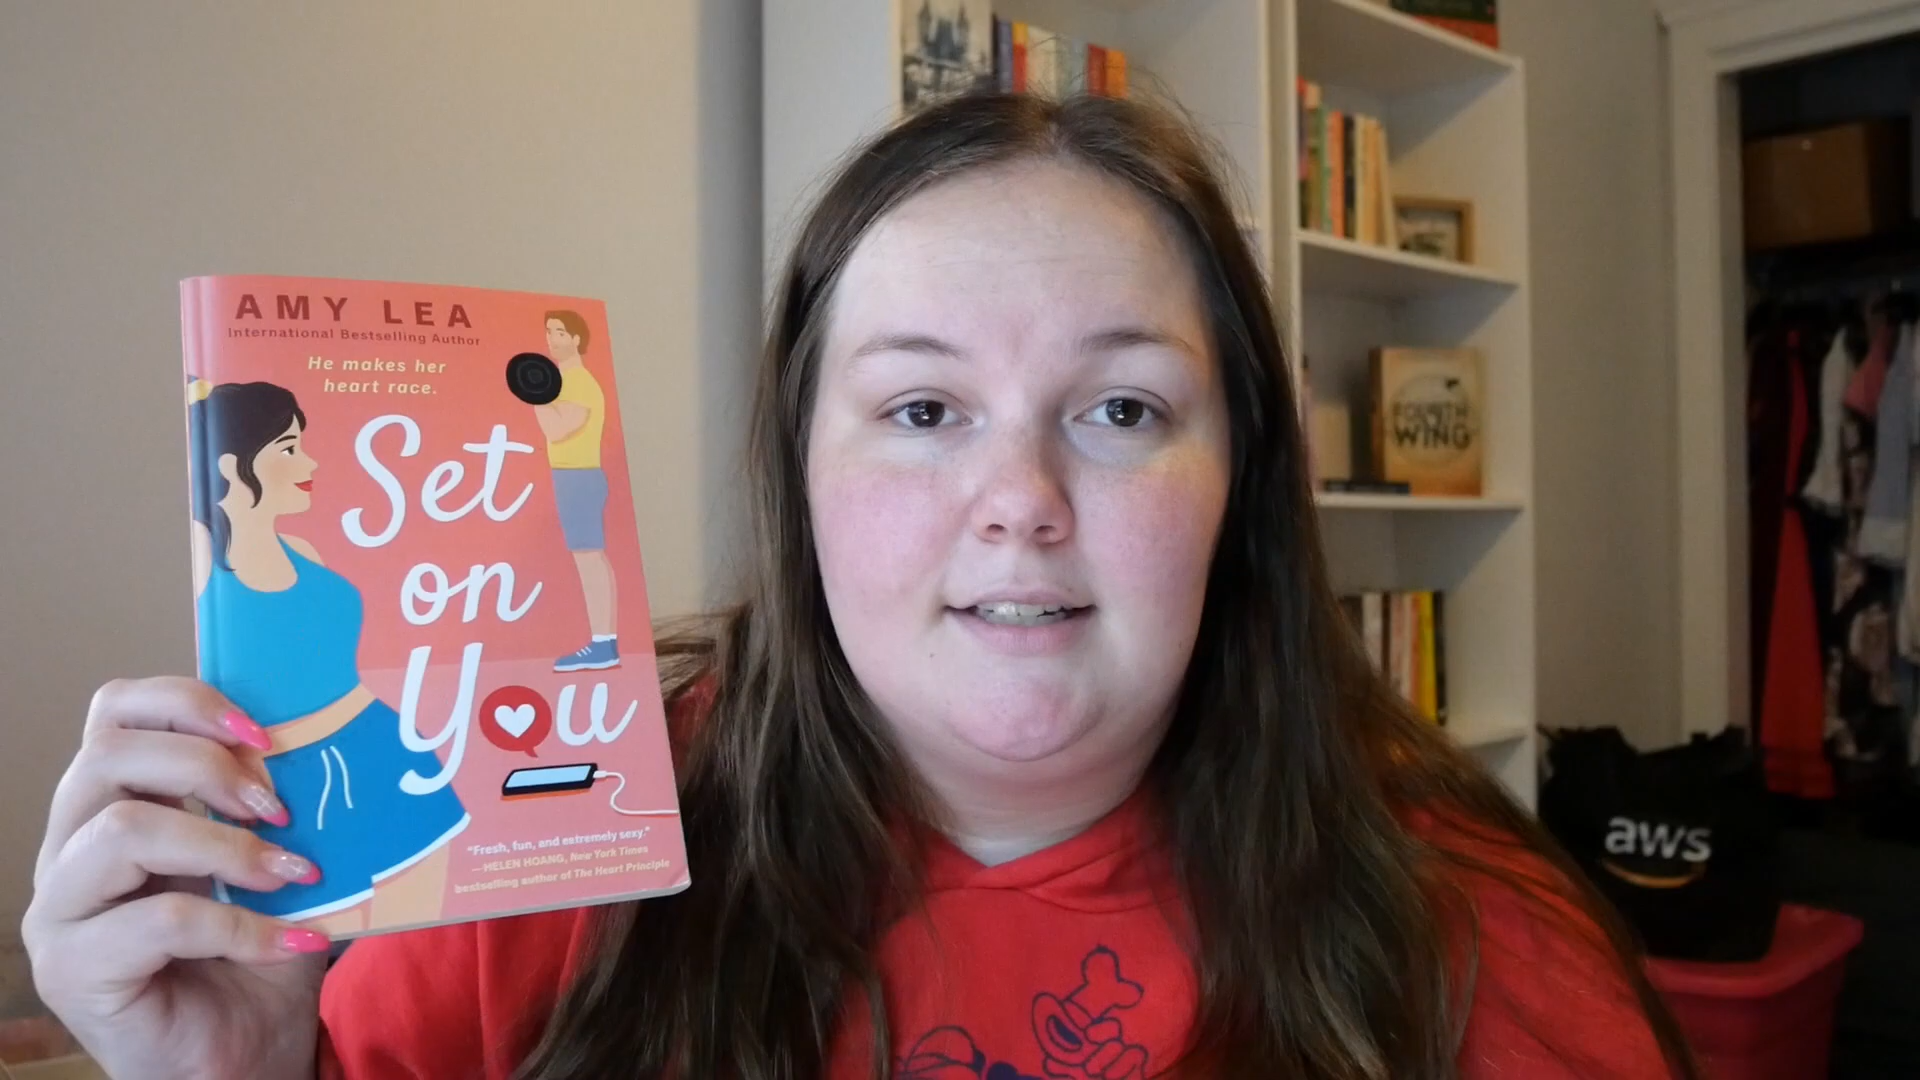 AMY LEA
International Bestselling Author
He makes her
heart race.
Set
on
You
"Fresh, fun, and extremely sexy."
—HELEN HOANG, New York Times
bestselling author of The Heart Principle
FOURTH
WING
aws